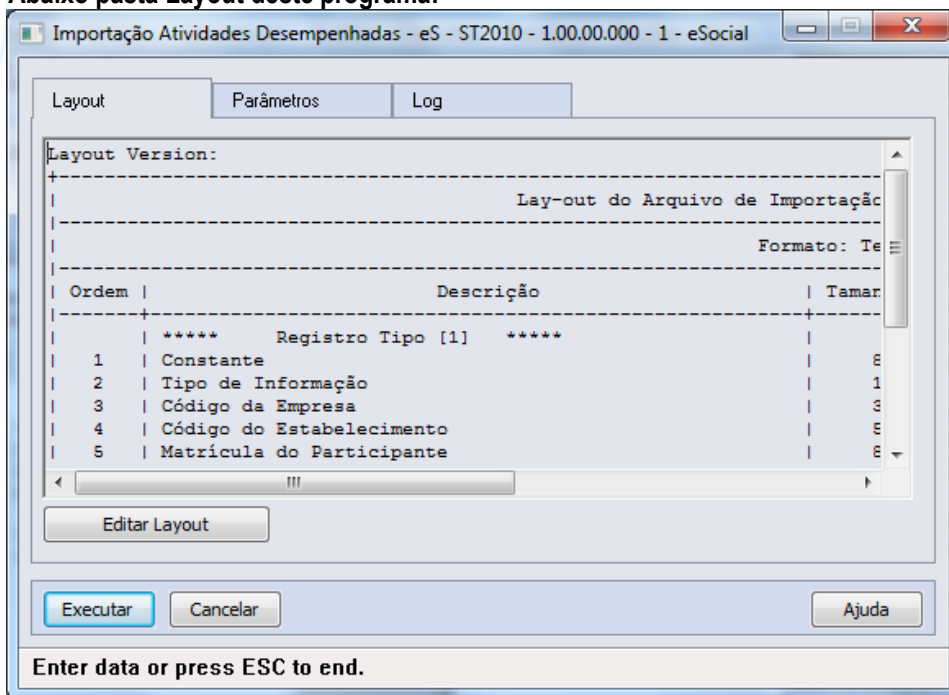 Abaixo pasta Layout deste programa:
Importação Atividades Desempenhadas - eS - ST2010 - 1.00.00.000 - 1 - eSocial
Layout Parâmetros Log
Layout Version:
Lay-out do Arquivo de Importação
Formato: Te
Ordem | Descrição | Taman
***** Registro Tipo [1] *****
1 | Constante | 8
2 | Tipo de Informação | 1
3 | Código da Empresa | 3
4 | Código do Estabelecimento | 5
5 | Matrícula do Participante | 8
Editar Layout
Executar Cancelar Ajuda
Enter data or press ESC to end.